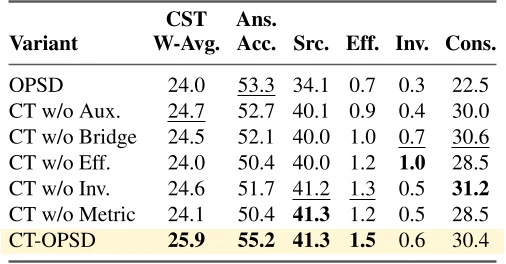 CST Ans.
Variant W-Avg. Acc. Src. Eff. Inv. Cons.
OPSD 24.0 53.3 34.1 0.7 0.3 22.5
CT w/o Aux. 24.7 52.7 40.1 0.9 0.4 30.0
CT w/o Bridge 24.5 52.1 40.0 1.0 0.7 30.6
CT w/o Eff. 24.0 50.4 40.0 1.2 1.0 28.5
CT w/o Inv. 24.6 51.7 41.2 1.3 0.5 31.2
CT w/o Metric 24.1 50.4 41.3 1.2 0.5 28.5
CT-OPSD 25.9 55.2 41.3 1.5 0.6 30.4